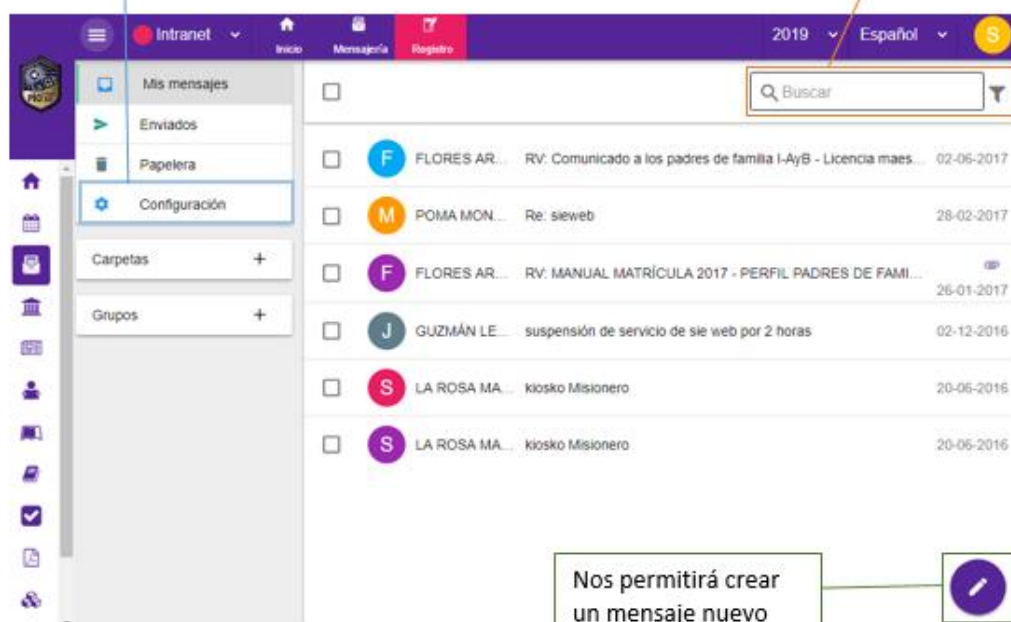 Intranet
Inicio
Mensajería
Registro
2019
Español
S
PIO XII
Mis mensajes
Enviados
Papelera
Configuración
Carpetas +
Grupos +
Buscar
F FLORES AR... RV: Comunicado a los padres de familia I-AyB - Licencia maes... 02-06-2017
M POMA MON... Re: sieweb 28-02-2017
F FLORES AR... RV: MANUAL MATRÍCULA 2017 - PERFIL PADRES DE FAMI... 26-01-2017
J GUZMÁN LE... suspensión de servicio de sie web por 2 horas 02-12-2016
S LA ROSA MA... kiosko Misionero 20-06-2016
S LA ROSA MA... kiosko Misionero 20-06-2016
Nos permitirá crear
un mensaje nuevo